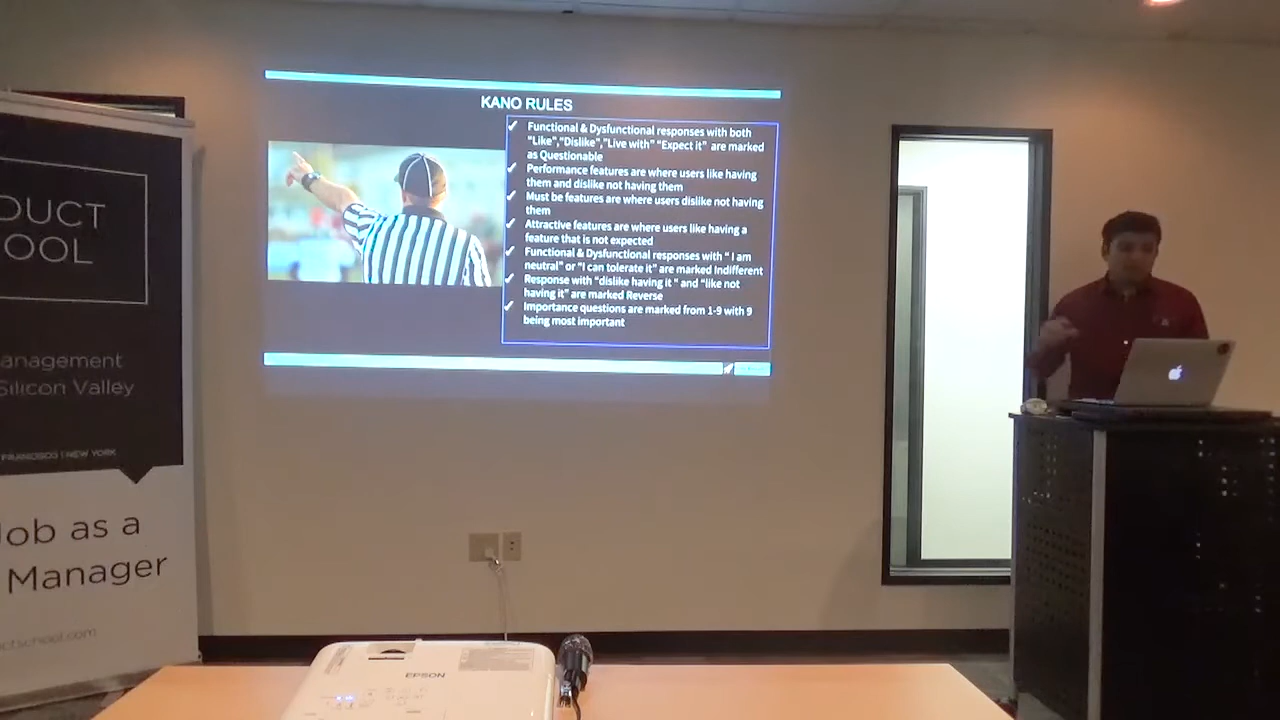 KANO RULES
Functional & Dysfunctional responses with both
"Like","Dislike","Live with" "Expect it" are marked
as Questionable
Performance features are where users like having
them and dislike not having them
Must be features are where users dislike not having
them
Attractive features are where users like having a
feature that is not expected
Functional & Dysfunctional responses with " I am
neutral" or "I can tolerate it" are marked Indifferent
Response with "dislike having it " and "like not
having it" are marked Reverse
Importance questions are marked from 1-9 with 9
being most important
DUCT
OOL
anagement
Silicon Valley
FRANCISCO | NEW YORK
Job as a
Manager
ctschool.com
EPSON